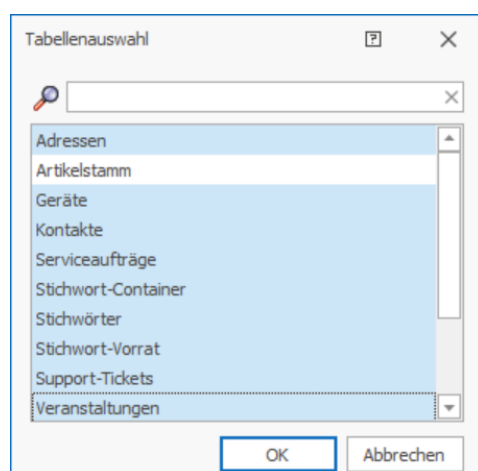 Tabellenauswahl
Adressen
Artikelstamm
Geräte
Kontakte
Serviceaufträge
Stichwort-Container
Stichwörter
Stichwort-Vorrat
Support-Tickets
Veranstaltungen
OK Abbrechen